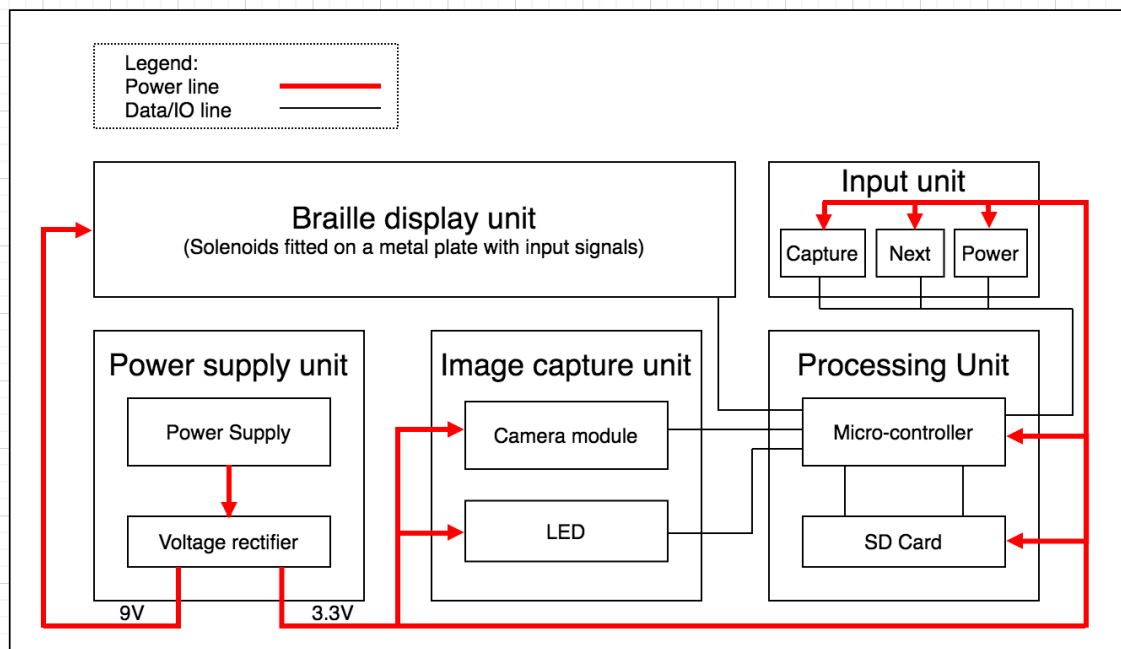 Legend:
Power line
Data/IO line
Braille display unit
(Solenoids fitted on a metal plate with input signals)
Input unit
Capture
Next
Power
Power supply unit
Power Supply
Voltage rectifier
9V
3.3V
Image capture unit
Camera module
LED
Processing Unit
Micro-controller
SD Card